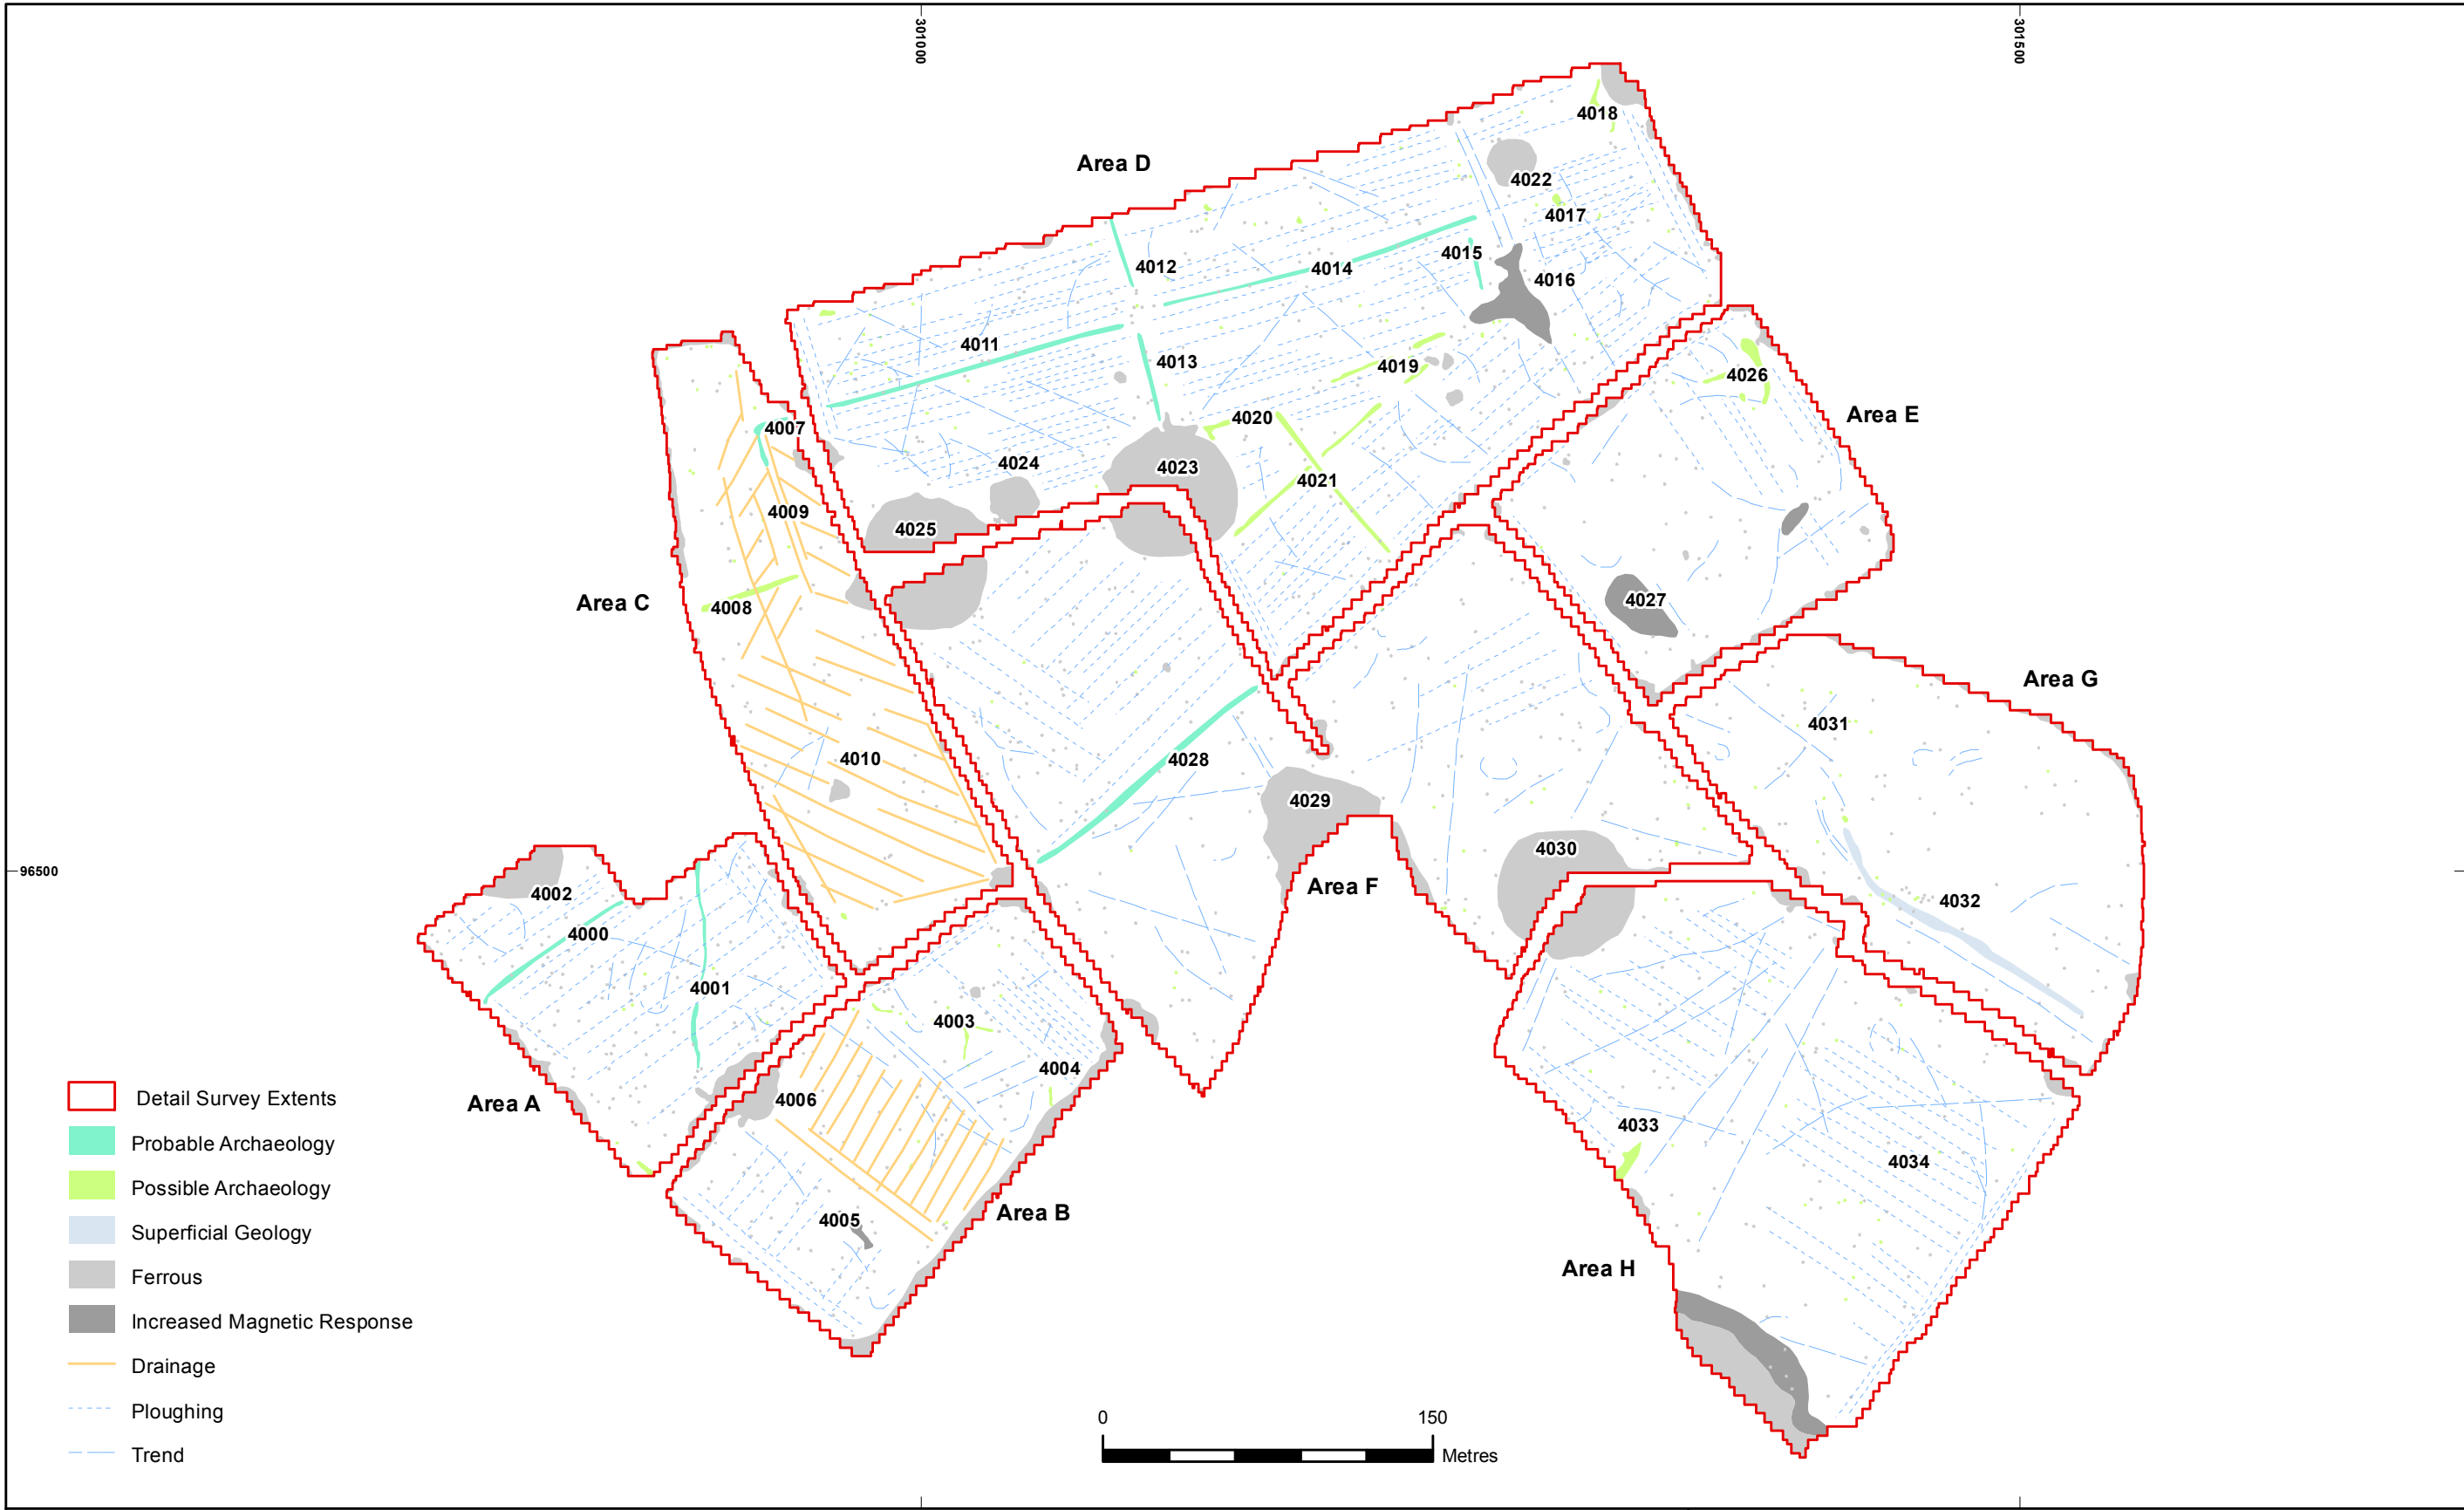 301000
301500
4018
Area D
4022
4017
4012
4015
4014
4016
4011
4013
4019
4026
Area E
4020
4007
4024
4023
4021
4009
4025
4027
Area C
4008
Area G
4031
4028
4010
4029
4030
96500
4002
Area F
4032
4000
4001
4003
4004
Detail Survey Extents
Area A
4006
4033
Probable Archaeology
4034
Possible Archaeology
4005
Area B
Superficial Geology
Area H
Ferrous
Increased Magnetic Response
Drainage
Ploughing
0 150
Trend
Metres